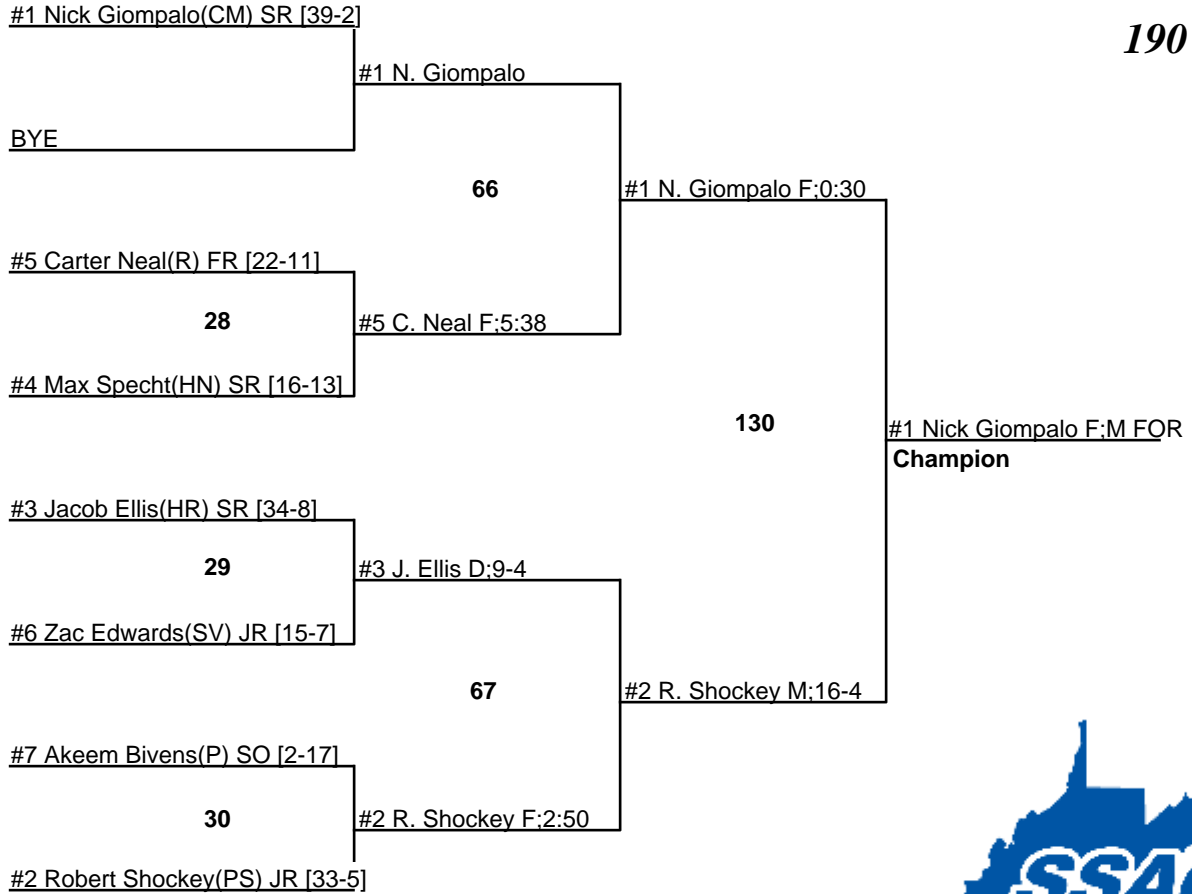 #1 Nick Giompalo(CM) SR [39-2]
190
#1 N. Giompalo
BYE
66
#1 N. Giompalo F;0:30
#5 Carter Neal(R) FR [22-11]
28
#5 C. Neal F;5:38
#4 Max Specht(HN) SR [16-13]
130
#1 Nick Giompalo F;M FOR
Champion
#3 Jacob Ellis(HR) SR [34-8]
29
#3 J. Ellis D;9-4
#6 Zac Edwards(SV) JR [15-7]
67
#2 R. Shockey M;16-4
#7 Akeem Bivens(P) SO [2-17]
30
#2 R. Shockey F;2:50
#2 Robert Shockey(PS) JR [33-5]